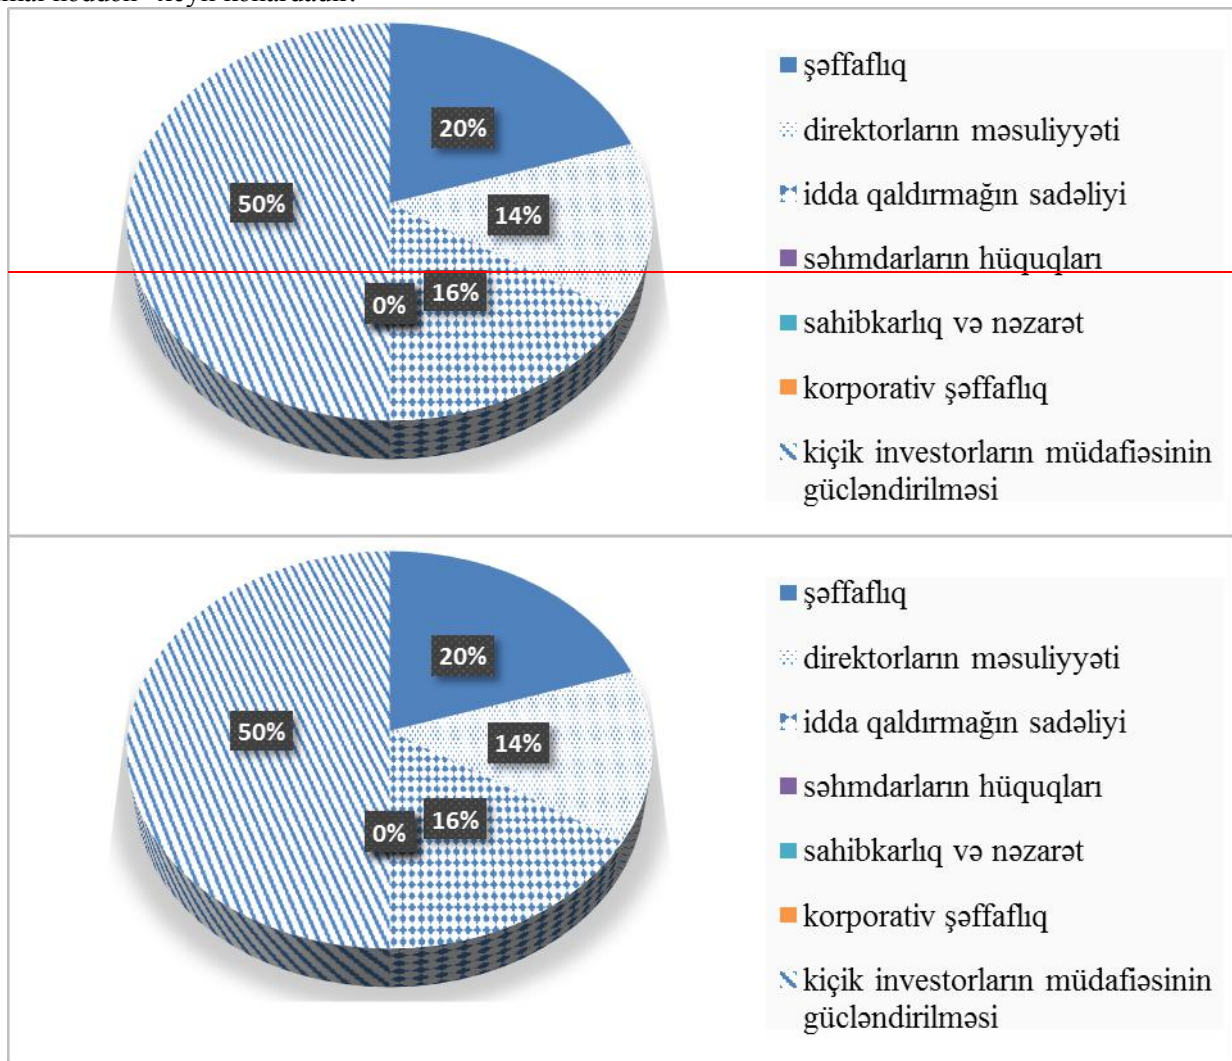 20%
14%
50%
16%
0%
şəffaflıq
direktorların məsuliyyəti
idda qaldırmağın sadəliyi
səhmdarların hüquqları
sahibkarlıq və nəzarət
korporativ şəffaflıq
kiçik investorların müdafiəsinin
gücləndirilməsi
20%
14%
50%
16%
0%
şəffaflıq
direktorların məsuliyyəti
idda qaldırmağın sadəliyi
səhmdarların hüquqları
sahibkarlıq və nəzarət
korporativ şəffaflıq
kiçik investorların müdafiəsinin
gücləndirilməsi